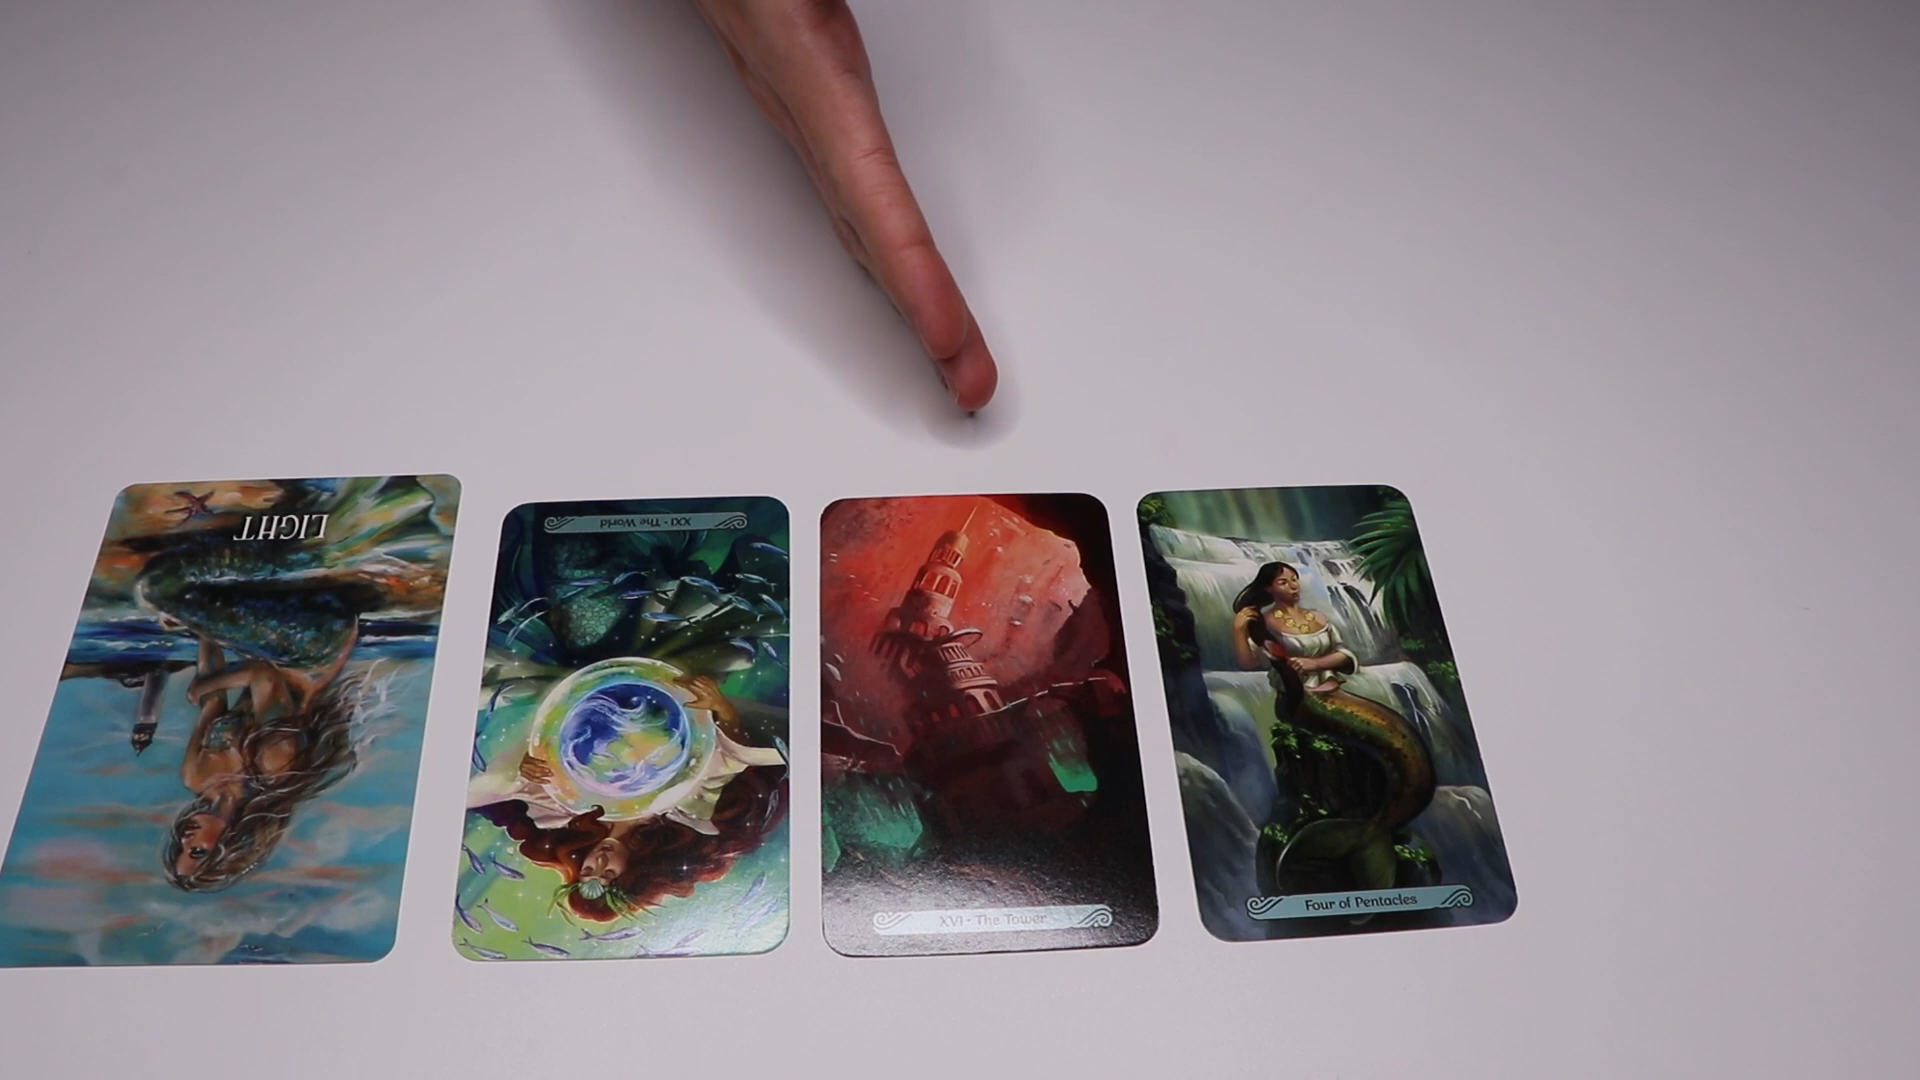 LIGHT
XXI • The World
XVI • The Tower
Four of Pentacles